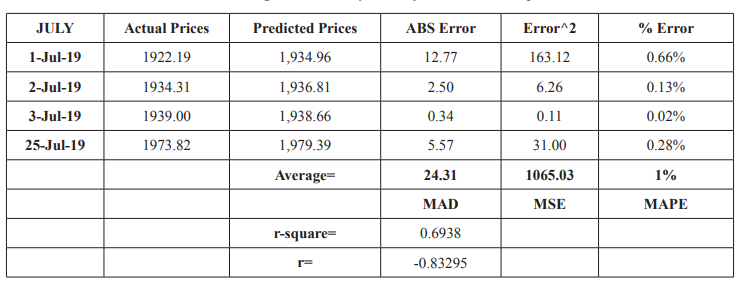 JULY Actual Prices Predicted Prices ABS Error Error^2 % Error
1-Jul-19 1922.19 1,934.96 12.77 163.12 0.66%
2-Jul-19 1934.31 1,936.81 2.50 6.26 0.13%
3-Jul-19 1939.00 1,938.66 0.34 0.11 0.02%
25-Jul-19 1973.82 1,979.39 5.57 31.00 0.28%
Average= 24.31 1065.03 1%
MAD MSE MAPE
r-square= 0.6938
r= -0.83295